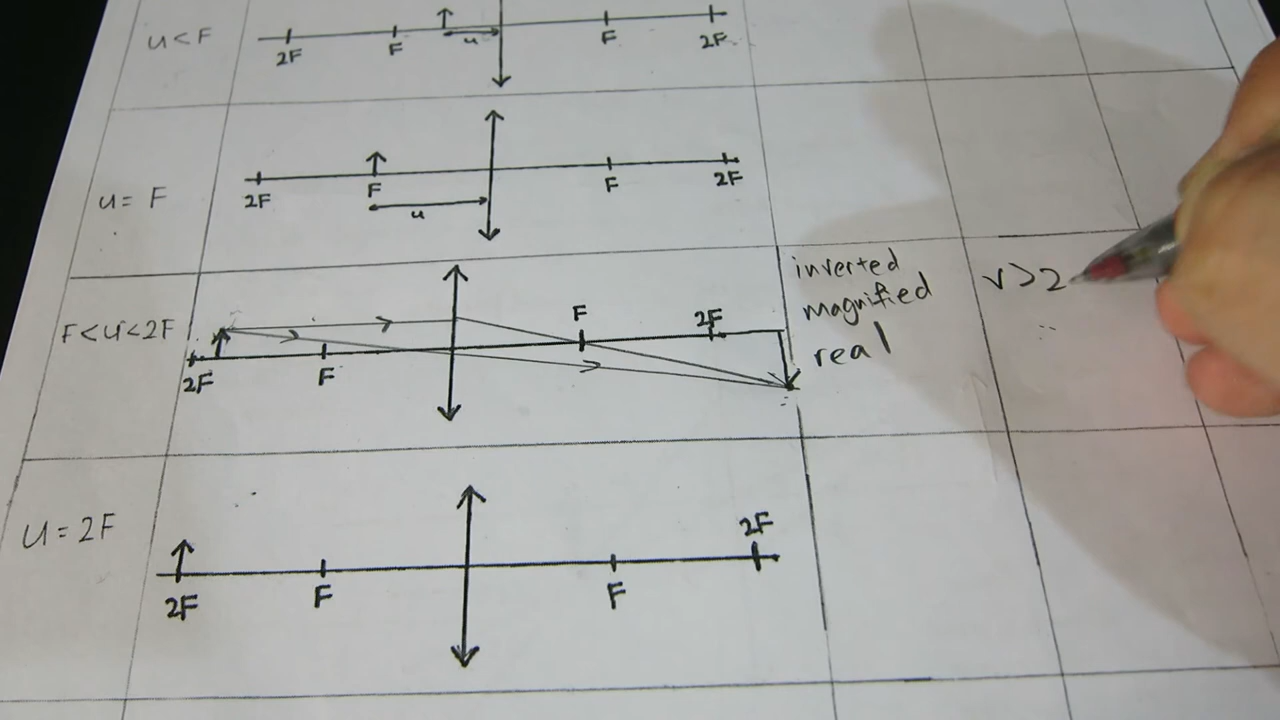 u < F
2F
F
u
F
2F
u = F
2F
F
u
F
2F
F < u < 2F
2F
F
F
2F
inverted
magnified
real
v > 2
u = 2F
2F
F
F
2F